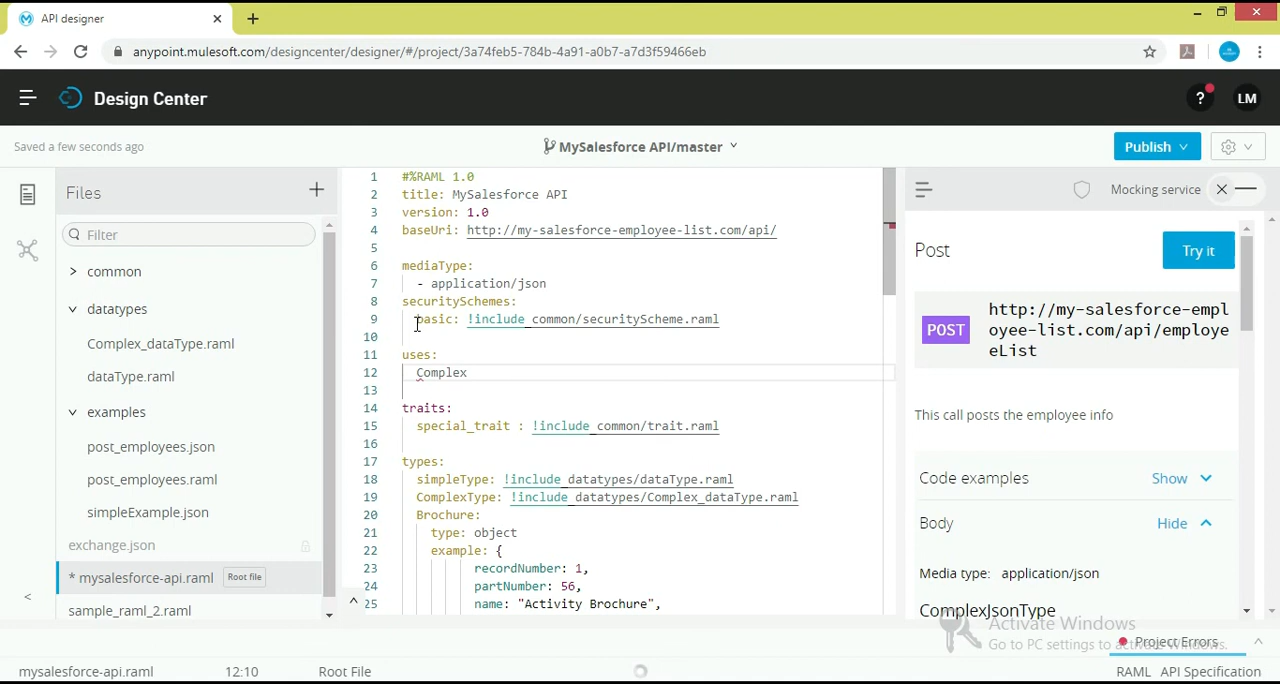 API designer
anypoint.mulesoft.com/designcenter/designer/#/project/3a74feb5-784b-4a91-a0b7-a7d3f59466eb
Design Center
?
LM
Saved a few seconds ago
MySalesforce API/master
Publish
Files
Filter
common
datatypes
Complex_dataType.raml
dataType.raml
examples
post_employees.json
post_employees.raml
simpleExample.json
exchange.json
* mysalesforce-api.raml Root file
sample_raml_2.raml
1 #%RAML 1.0
2 title: MySalesforce API
3 version: 1.0
4 baseUri: http://my-salesforce-employee-list.com/api/
5
6 mediaType:
7 - application/json
8 securitySchemes:
9 basic: !include common/securityScheme.raml
10
11 uses:
12 Complex
13
14 traits:
15 special_trait : !include common/trait.raml
16
17 types:
18 simpleType: !include datatypes/dataType.raml
19 ComplexType: !include datatypes/Complex_dataType.raml
20 Brochure:
21 type: object
22 example: {
23 recordNumber: 1,
24 partNumber: 56,
25 name: "Activity Brochure",
Mocking service
Post
Try it
POST
http://my-salesforce-empl
oyee-list.com/api/employe
eList
This call posts the employee info
Code examples Show
Body Hide
Media type: application/json
ComplexJsonType
Activate Windows
Go to PC settings to activate Windows.
Project Errors
mysalesforce-api.raml 12:10 Root File
RAML API Specification